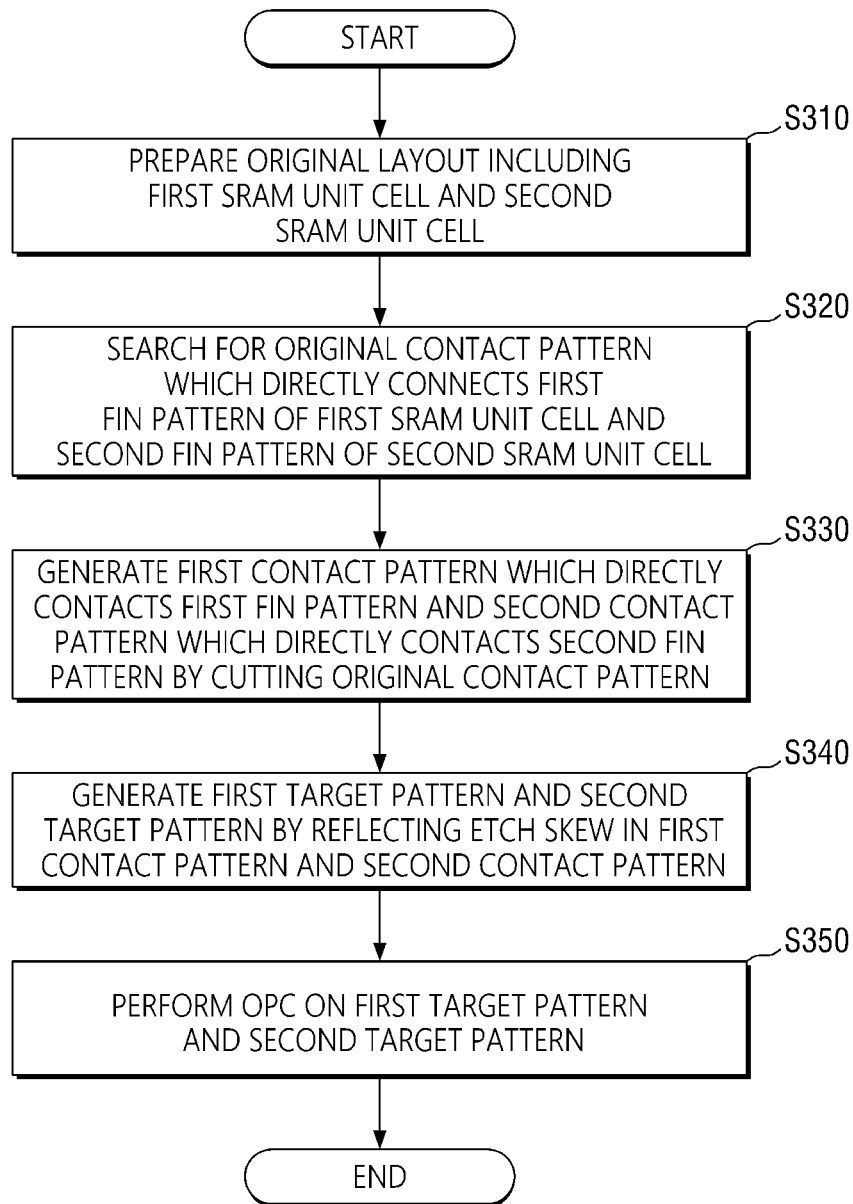 START
S310
PREPARE ORIGINAL LAYOUT INCLUDING
FIRST SRAM UNIT CELL AND SECOND
SRAM UNIT CELL
S320
SEARCH FOR ORIGINAL CONTACT PATTERN
WHICH DIRECTLY CONNECTS FIRST
FIN PATTERN OF FIRST SRAM UNIT CELL AND
SECOND FIN PATTERN OF SECOND SRAM UNIT CELL
S330
GENERATE FIRST CONTACT PATTERN WHICH DIRECTLY
CONTACTS FIRST FIN PATTERN AND SECOND CONTACT
PATTERN WHICH DIRECTLY CONTACTS SECOND FIN
PATTERN BY CUTTING ORIGINAL CONTACT PATTERN
S340
GENERATE FIRST TARGET PATTERN AND SECOND
TARGET PATTERN BY REFLECTING ETCH SKEW IN FIRST
CONTACT PATTERN AND SECOND CONTACT PATTERN
S350
PERFORM OPC ON FIRST TARGET PATTERN
AND SECOND TARGET PATTERN
END